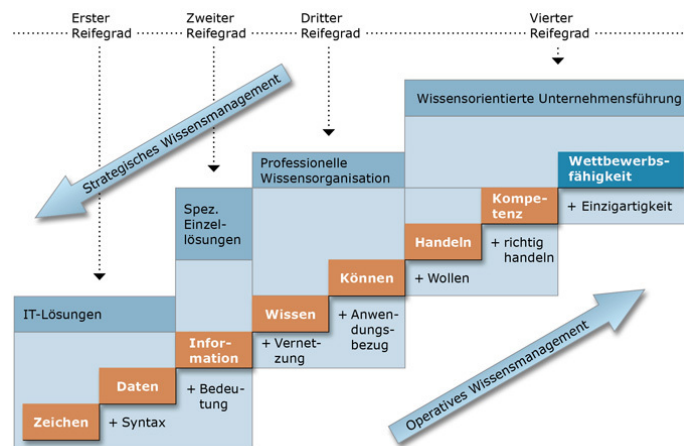 Erster
Reifegrad
Zweiter
Reifegrad
Dritter
Reifegrad
Vierter
Reifegrad
Strategisches Wissensmanagement
Wissensorientierte Unternehmensführung
Professionelle
Wissensorganisation
Wettbewerbs-
fähigkeit
Spez.
Einzel-
lösungen
Kompe-
tenz
+ Einzigartigkeit
Handeln
+ richtig
handeln
Können
+ Wollen
IT-Lösungen
Wissen
+ Anwen-
dungs-
bezug
Infor-
mation
+ Vernet-
zung
Daten
+ Bedeu-
tung
Zeichen
+ Syntax
Operatives Wissensmanagement